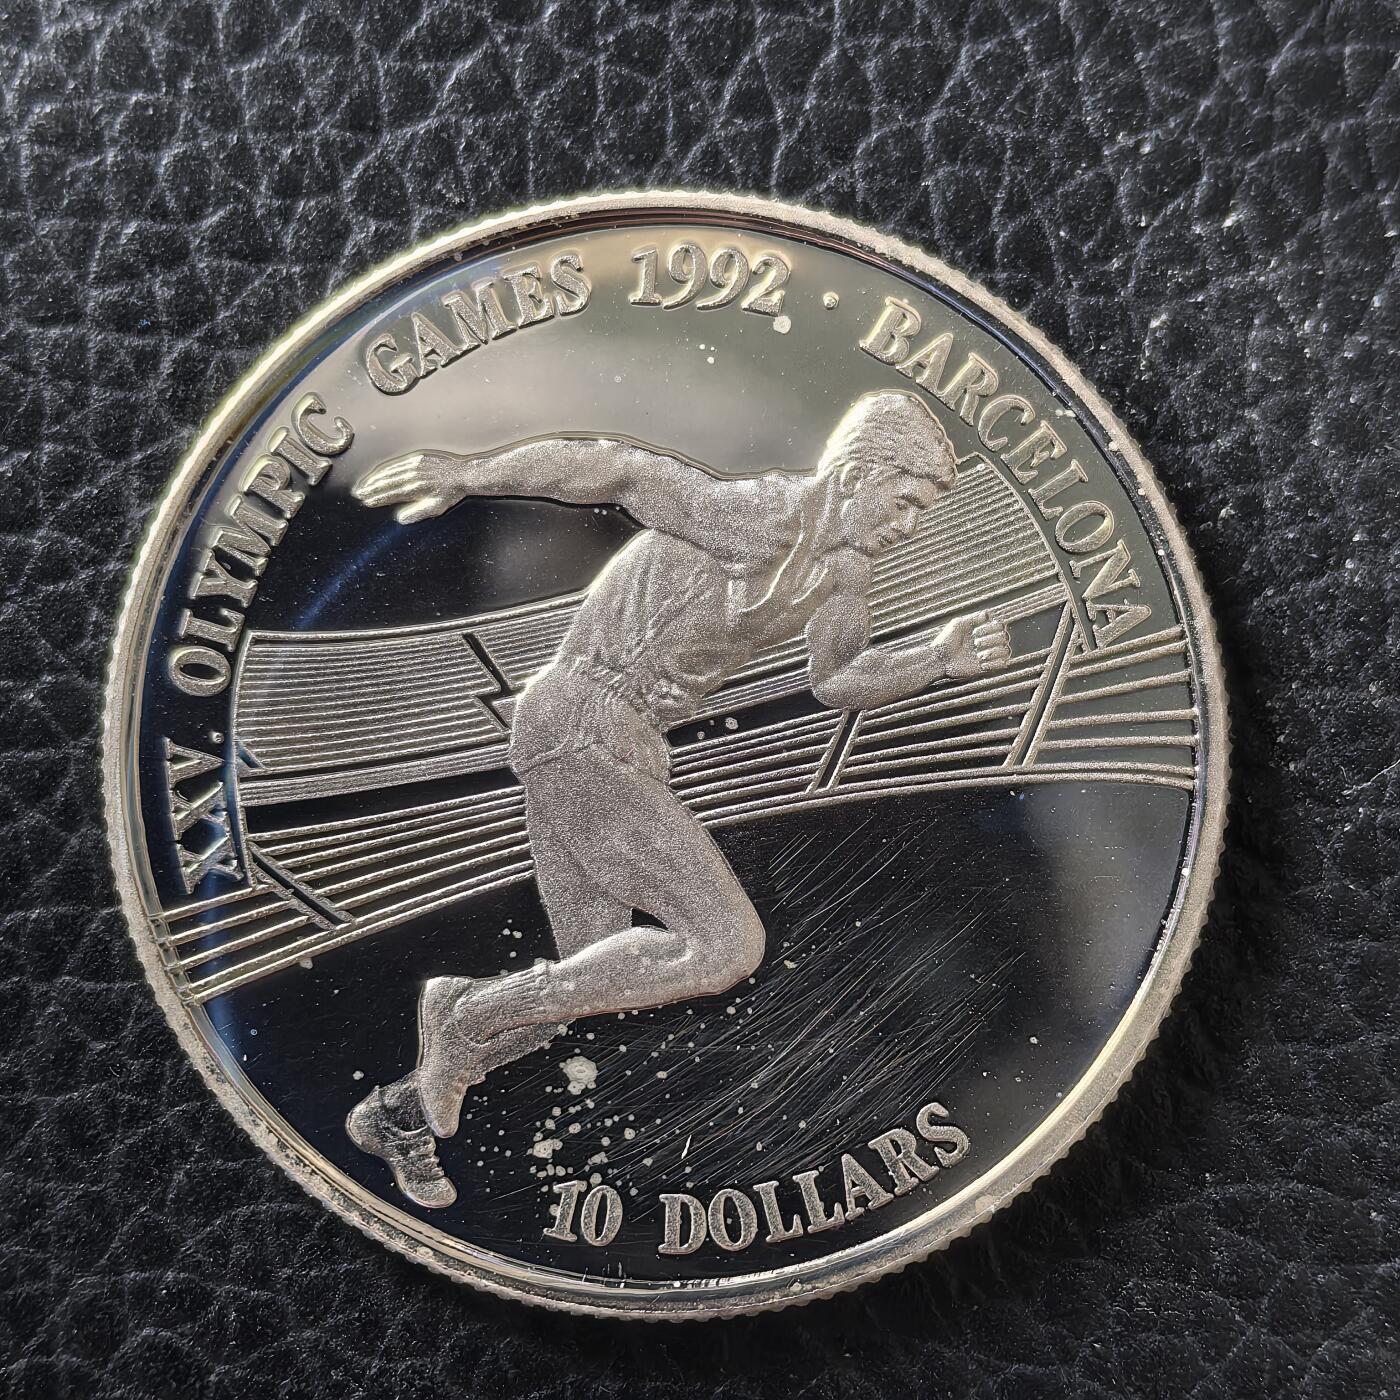 XXV. OLYMPIC GAMES 1992 · BARCELONA
10 DOLLARS